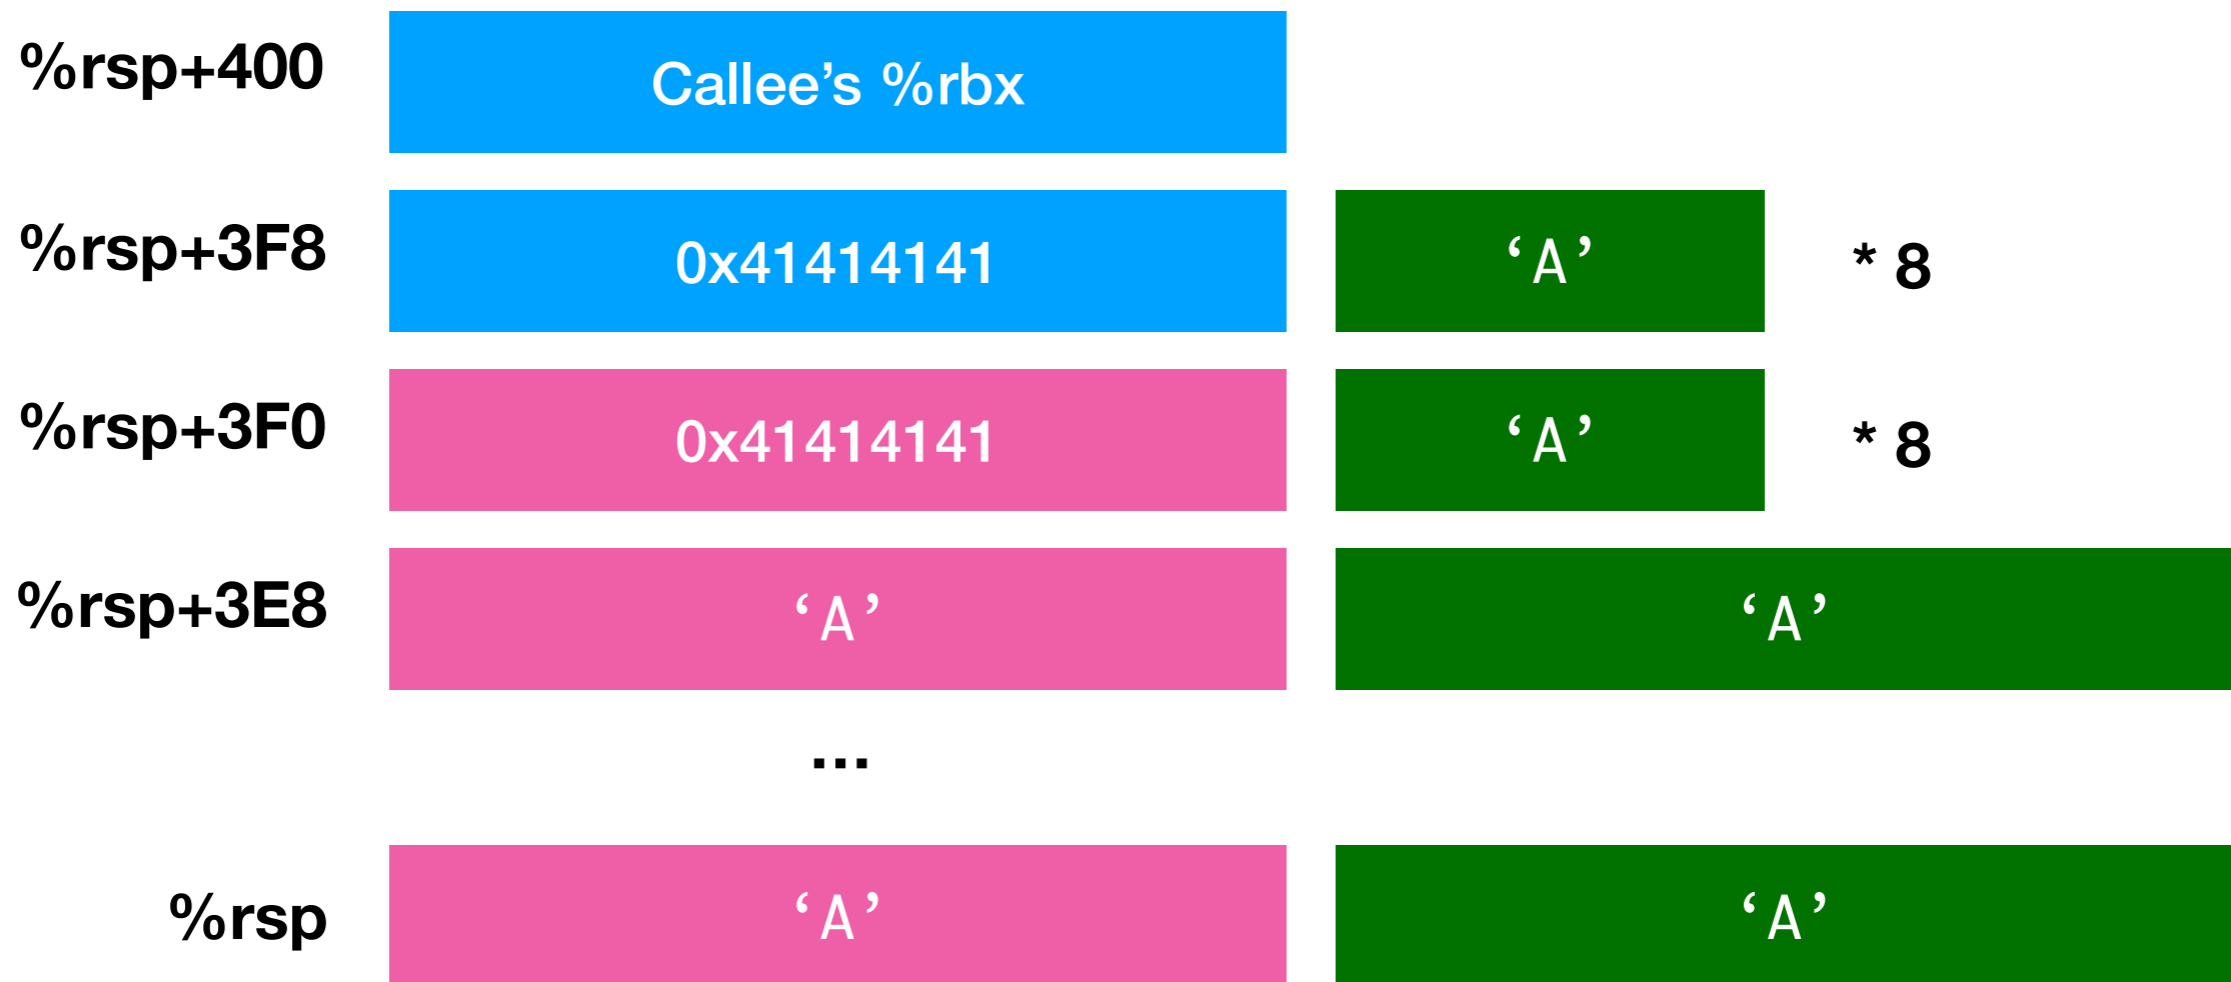 %rsp+400 Callee’s %rbx
%rsp+3F8 0x41414141 ‘A’ * 8
%rsp+3F0 0x41414141 ‘A’ * 8
%rsp+3E8 ‘A’ ‘A’
...
%rsp ‘A’ ‘A’